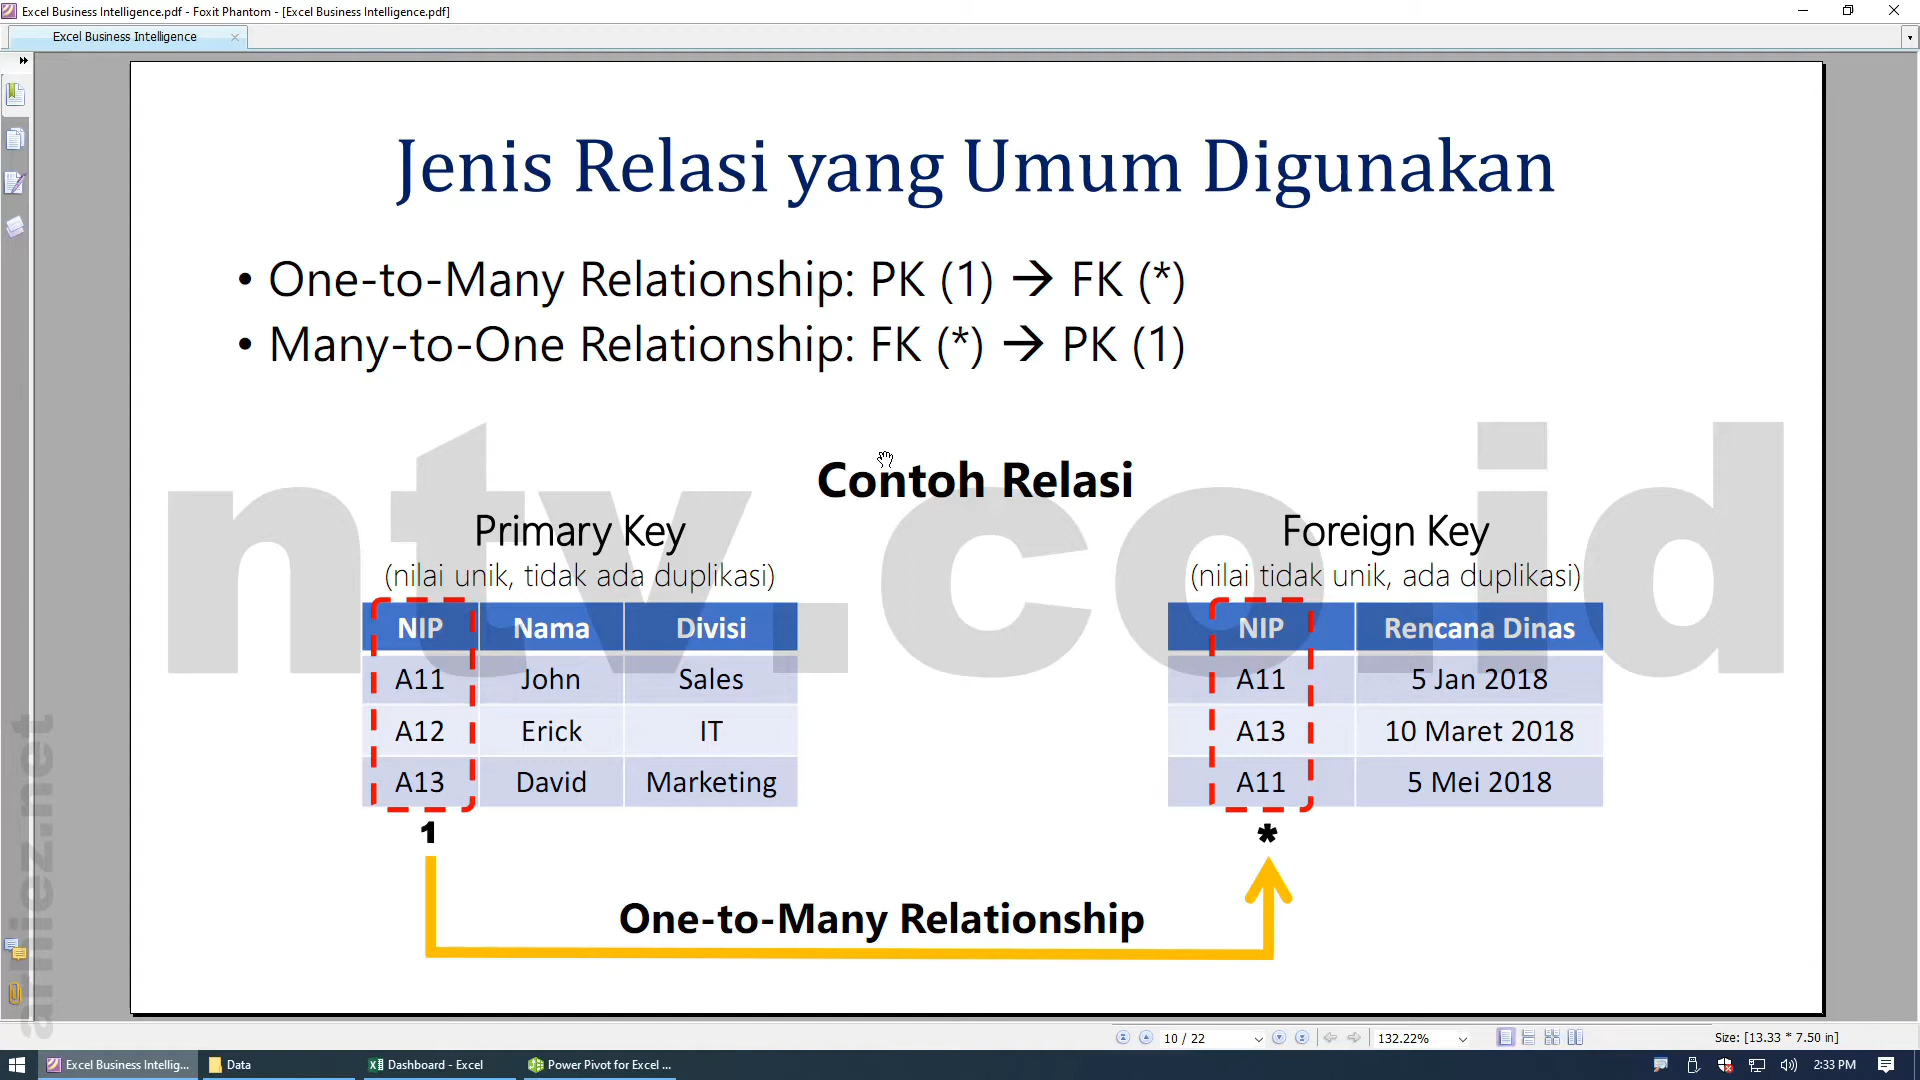 Excel Business Intelligence.pdf - Foxit Phantom - [Excel Business Intelligence.pdf]
Excel Business Intelligence
Jenis Relasi yang Umum Digunakan
• One-to-Many Relationship: PK (1) → FK (*)
• Many-to-One Relationship: FK (*) → PK (1)
ntv.co.id
Contoh Relasi
Primary Key
(nilai unik, tidak ada duplikasi)
NIP Nama Divisi
A11 John Sales
A12 Erick IT
A13 David Marketing
1
Foreign Key
(nilai tidak unik, ada duplikasi)
NIP Rencana Dinas
A11 5 Jan 2018
A13 10 Maret 2018
A11 5 Mei 2018
*
One-to-Many Relationship
arniez.net
10 / 22
132.22%
Size: [13.33 * 7.50 in]
Excel Business Intellig...
Data
Dashboard - Excel
Power Pivot for Excel ...
2:33 PM